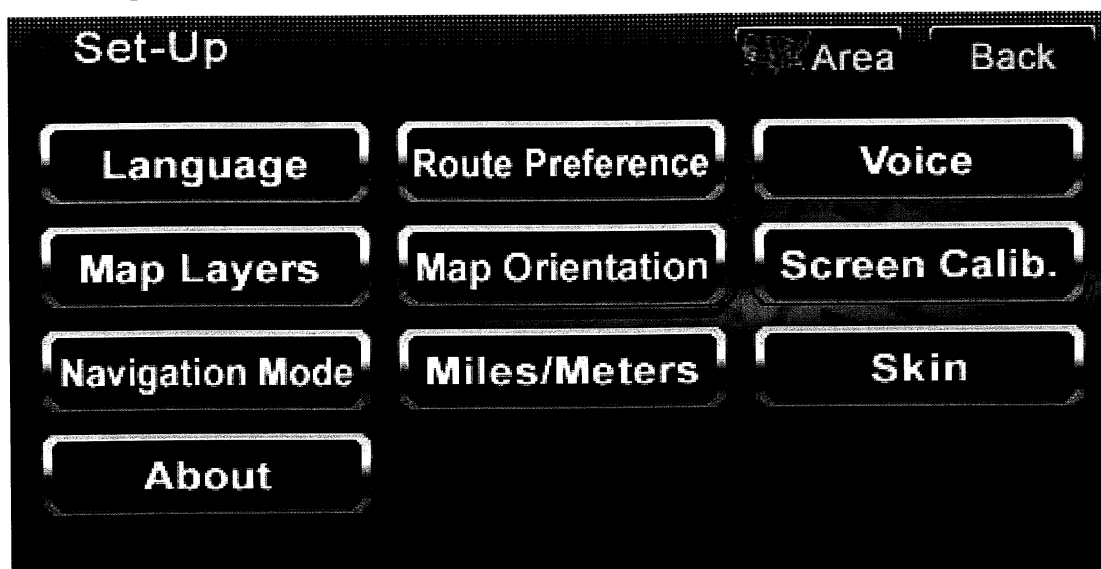 Set-Up
Area
Back
Language
Route Preference
Voice
Map Layers
Map Orientation
Screen Calib.
Navigation Mode
Miles/Meters
Skin
About